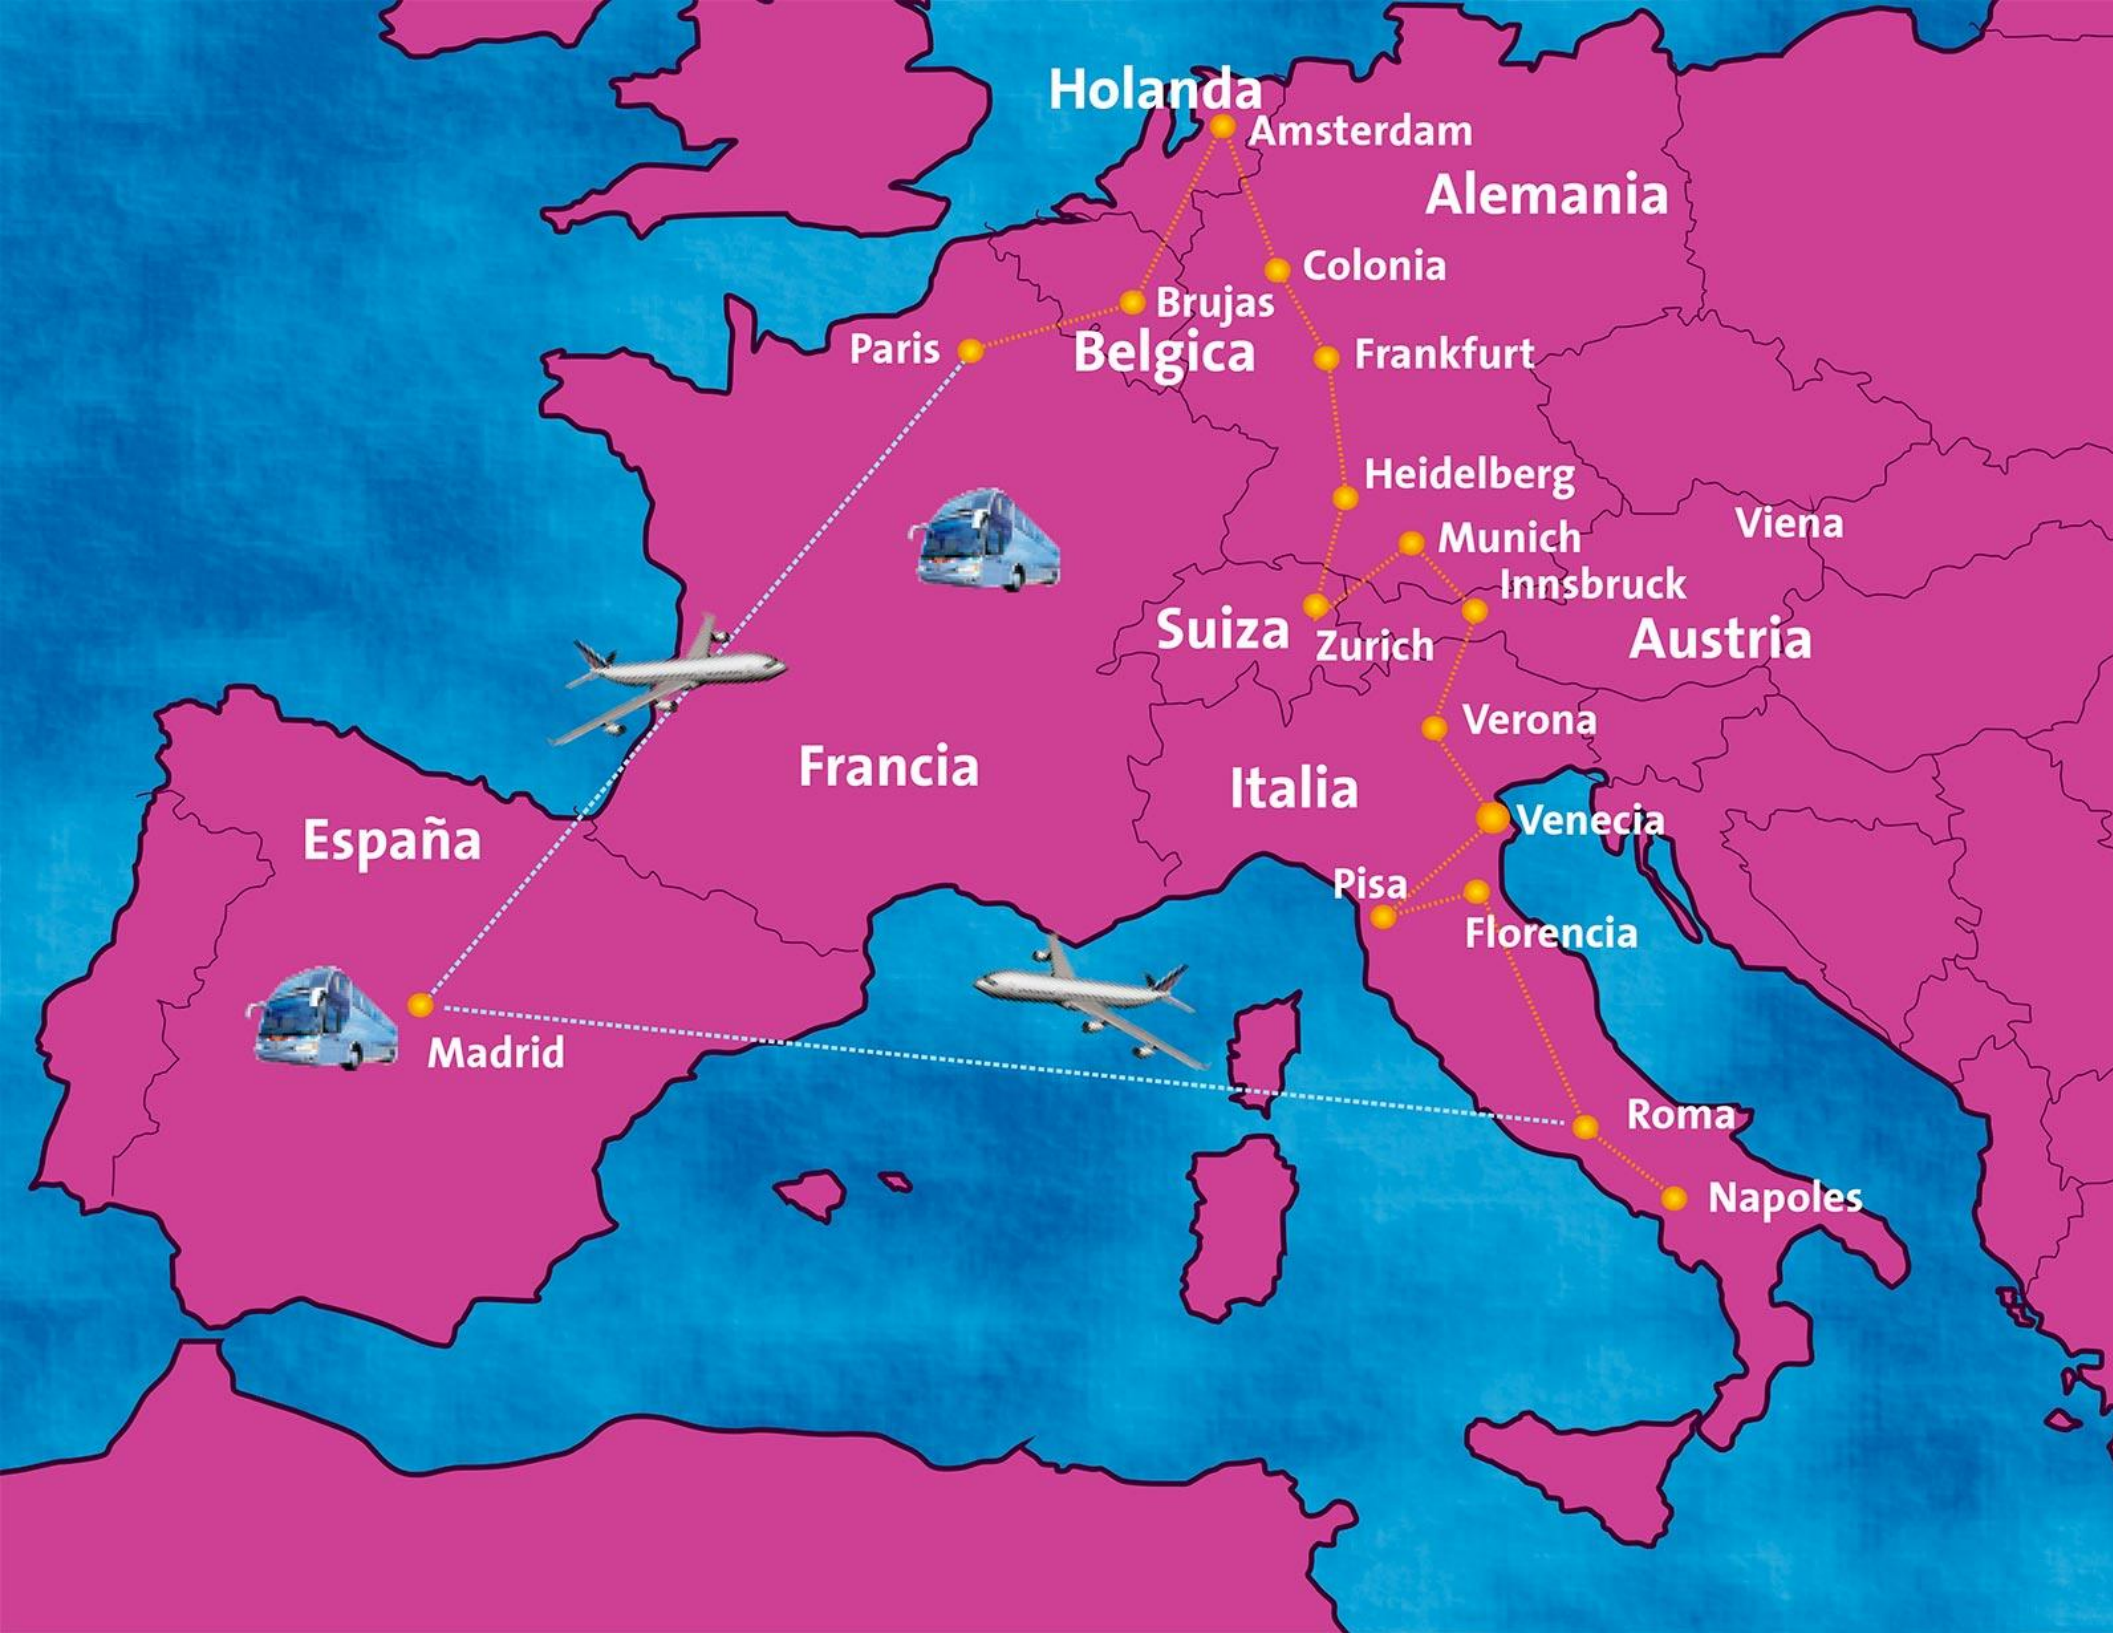 Holanda
Amsterdam
Alemania
Colonia
Brujas
Paris
Belgica
Frankfurt
Heidelberg
Viena
Munich
Innsbruck
Suiza
Zurich
Austria
Verona
Francia
Italia
Venecia
España
Pisa
Florencia
Madrid
Roma
Napoles